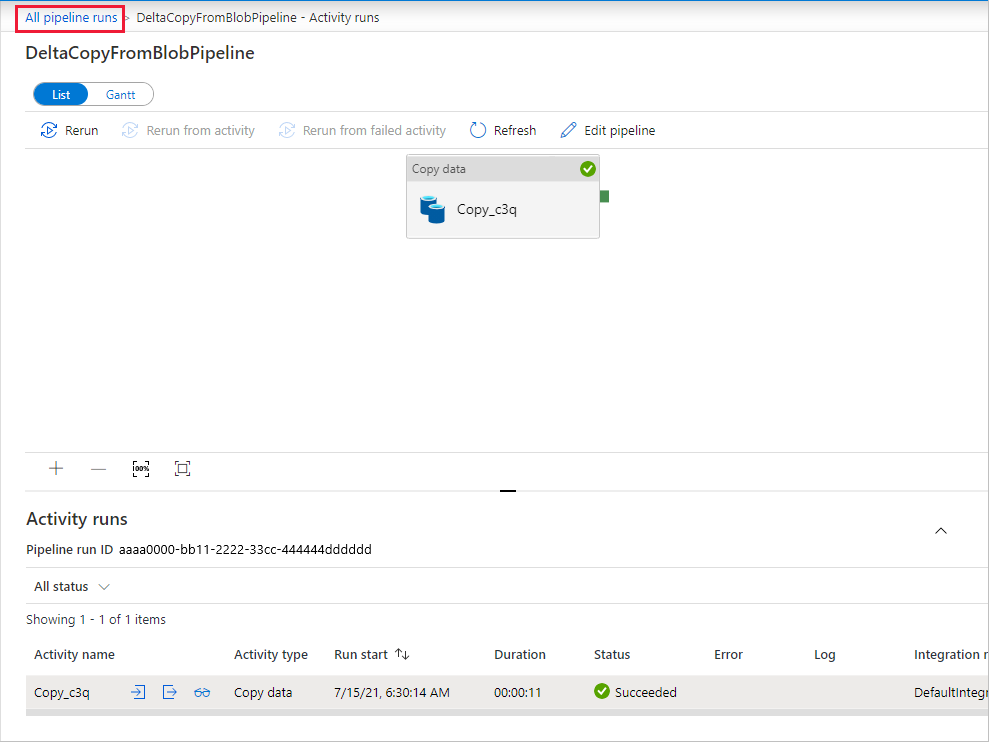 All pipeline runs > DeltaCopyFromBlobPipeline - Activity runs
DeltaCopyFromBlobPipeline
List Gantt
Rerun Rerun from activity Rerun from failed activity Refresh Edit pipeline
Copy data
Copy_c3q
100%
Activity runs
Pipeline run ID aaaa0000-bb11-2222-33cc-444444dddddd
All status
Showing 1 - 1 of 1 items
Activity name Activity type Run start Duration Status Error Log Integration r
Copy_c3q Copy data 7/15/21, 6:30:14 AM 00:00:11 Succeeded DefaultIntegr